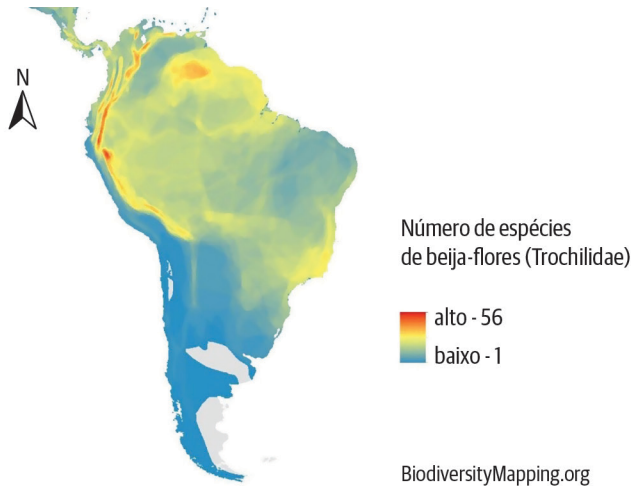 N
Número de espécies
de beija-flores (Trochilidae)
alto - 56
baixo - 1
BiodiversityMapping.org